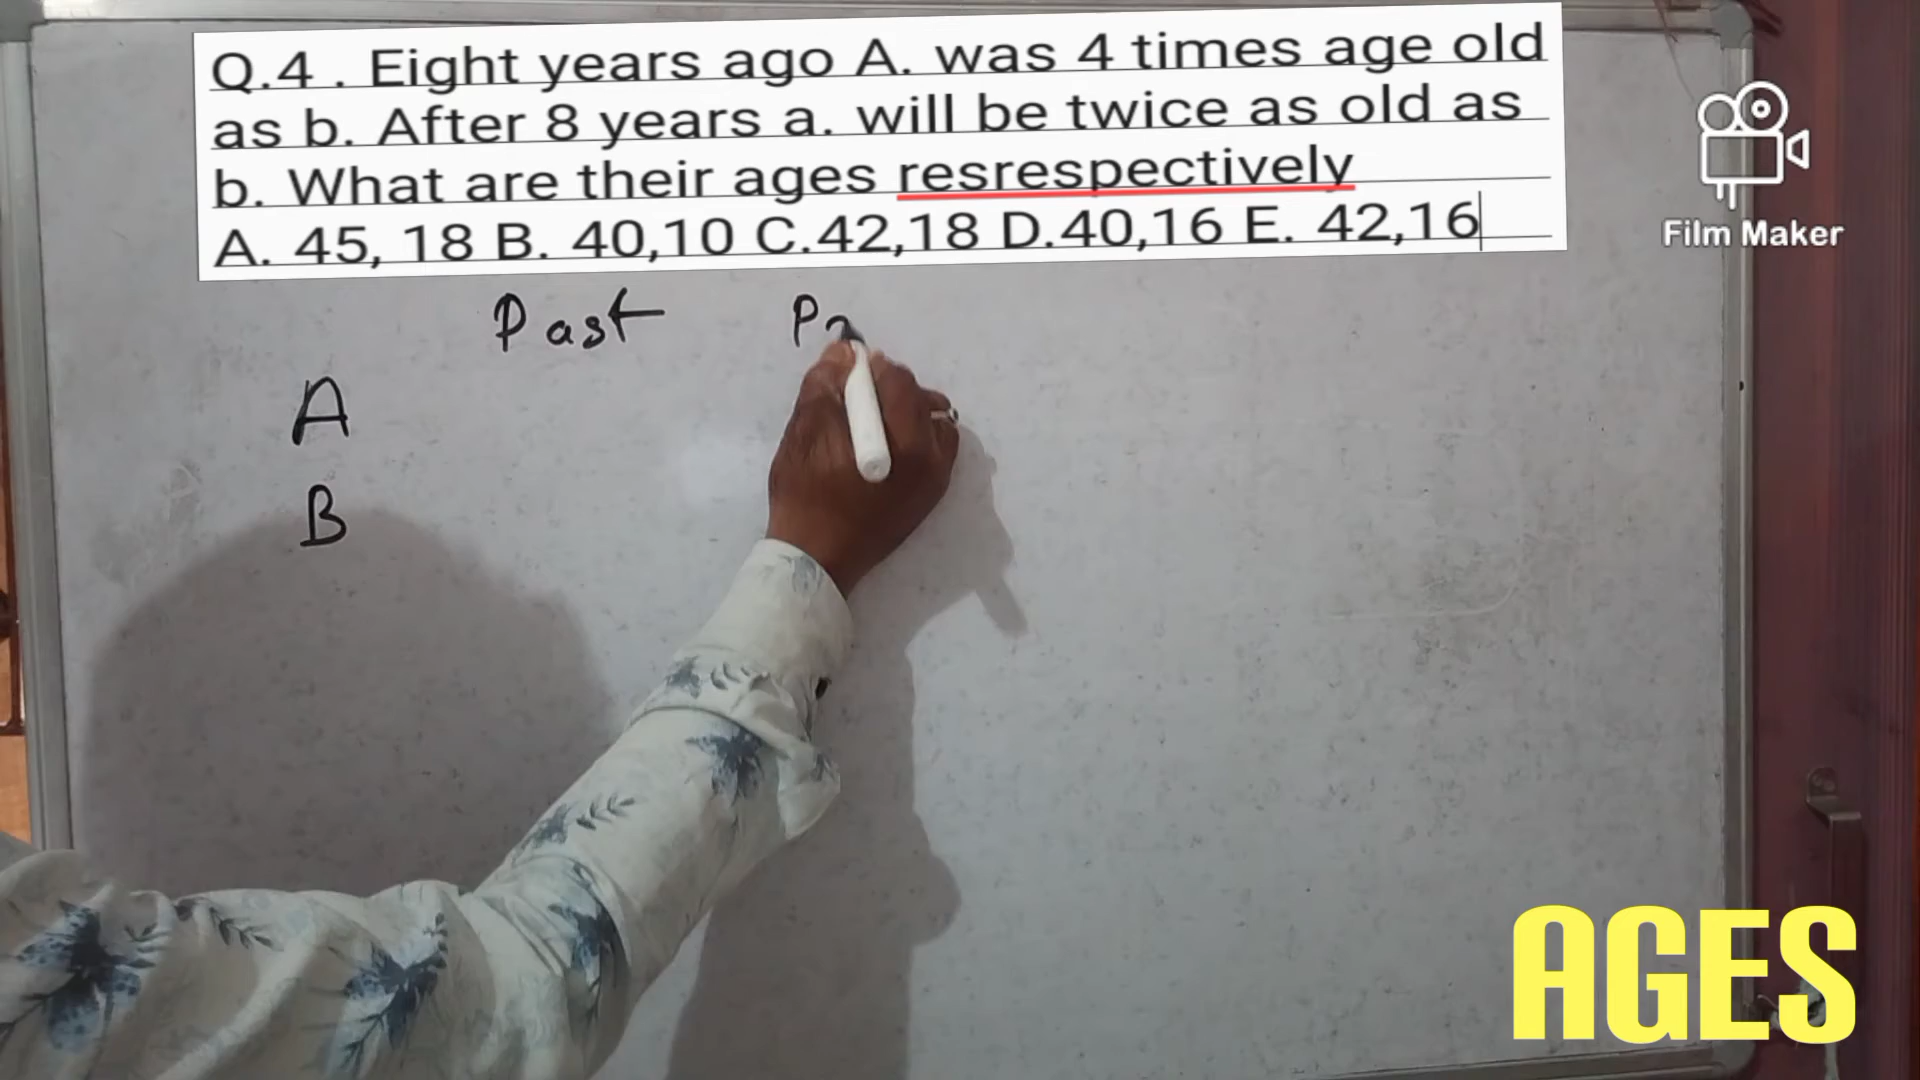 Q.4 . Eight years ago A. was 4 times age old
as b. After 8 years a. will be twice as old as
b. What are their ages resrespectively
A. 45, 18 B. 40,10 C.42,18 D.40,16 E. 42,16
Film Maker
Past
A
B
AGES